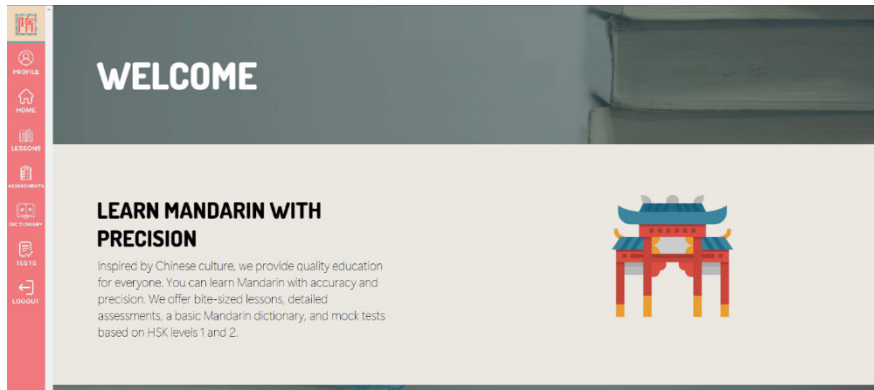 PROFILE
HOME
LESSONS
ASSESSMENTS
DICTIONARY
TESTS
LOGOUT
WELCOME
LEARN MANDARIN WITH
PRECISION
Inspired by Chinese culture, we provide quality education
for everyone. You can learn Mandarin with accuracy and
precision. We offer bite-sized lessons, detailed
assessments, a basic Mandarin dictionary, and mock tests
based on HSK levels 1 and 2.